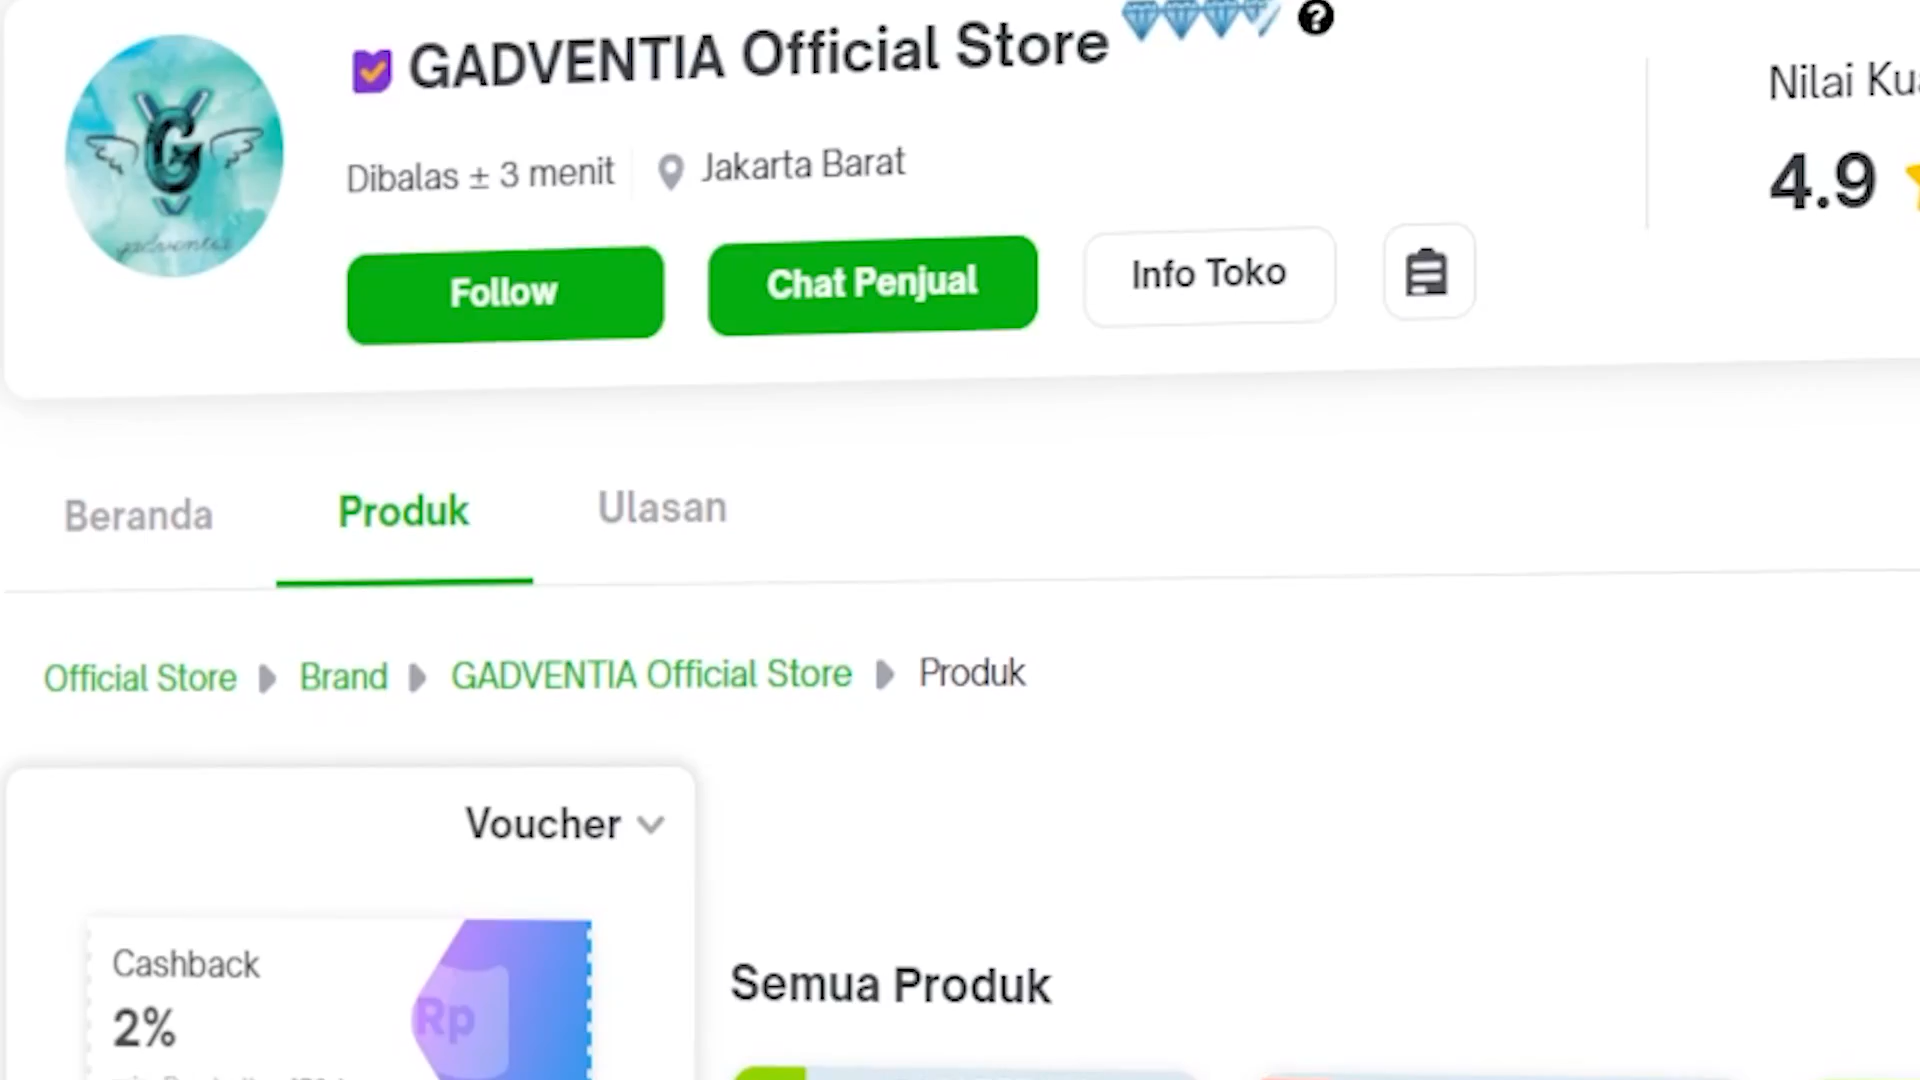 GADVENTIA Official Store
Dibalas ± 3 menit
Jakarta Barat
Nilai
4.9
Follow
Chat Penjual
Info Toko
G
gadventia
Beranda
Produk
Ulasan
Official Store
Brand
GADVENTIA Official Store
Produk
Voucher
Cashback
2%
Rp
Semua Produk